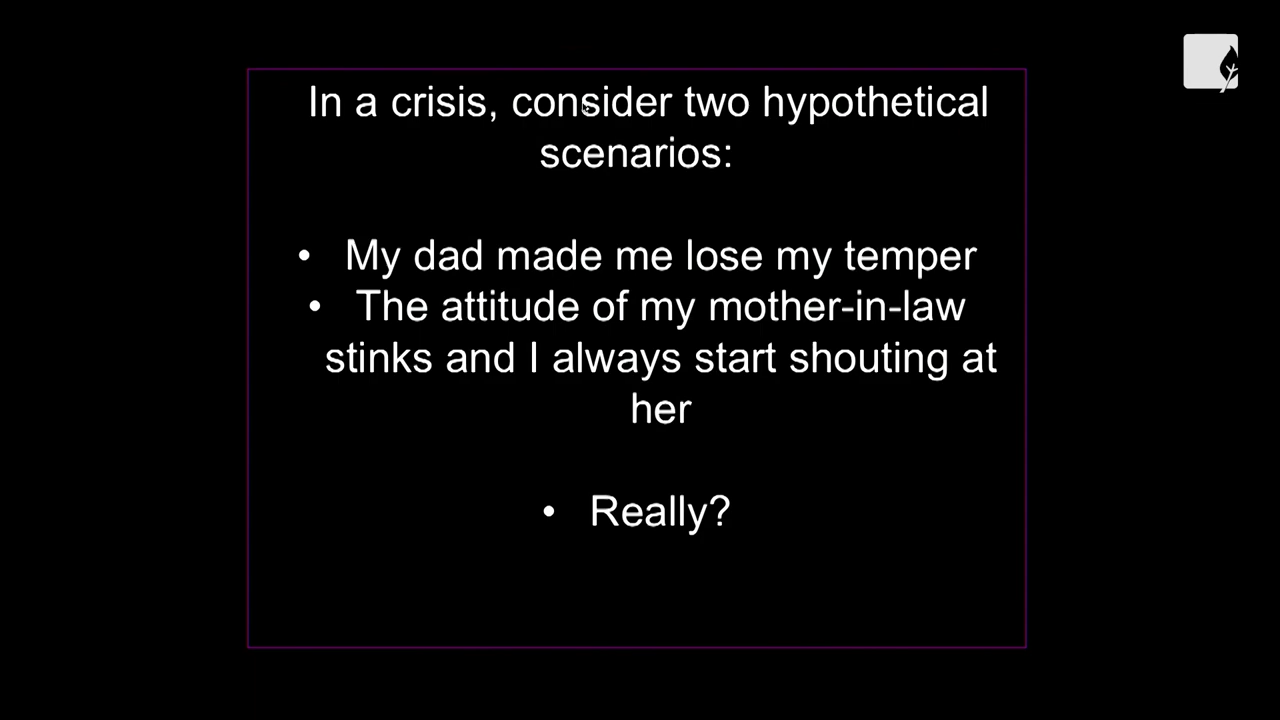 In a crisis, consider two hypothetical
scenarios:
• My dad made me lose my temper
• The attitude of my mother-in-law
stinks and I always start shouting at
her
• Really?